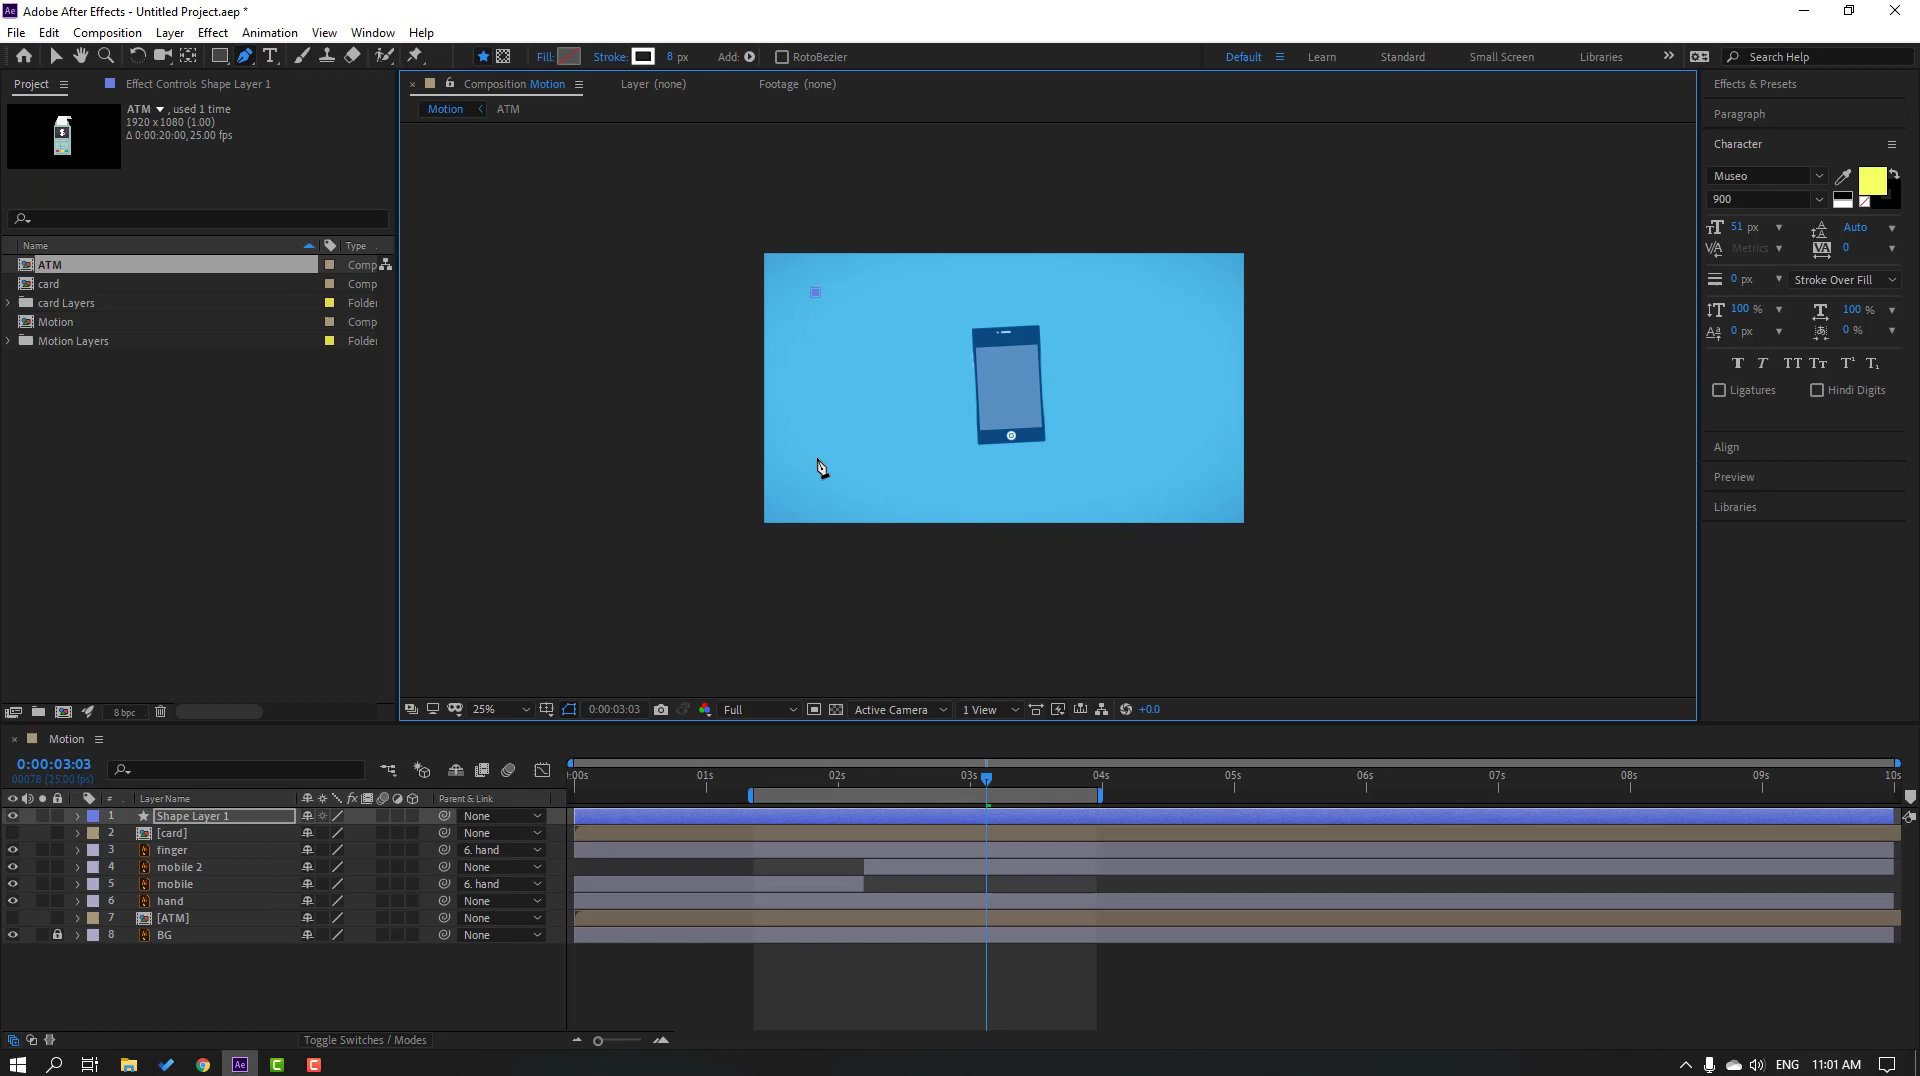 Adobe After Effects - Untitled Project.aep *
File Edit Composition Layer Effect Animation View Window Help
Fill: Stroke: 8 px Add: RotoBezier Default Learn Standard Small Screen Libraries Search Help
Project Effect Controls Shape Layer 1
ATM , used 1 time
1920 x 1080 (1.00)
Δ 0:00:20:00, 25.00 fps
Name Type
ATM Comp
card Comp
card Layers Folder
Motion Comp
Motion Layers Folder
8 bpc
Composition Motion Layer (none) Footage (none)
Motion ATM
25% 0:00:03:03 Full Active Camera 1 View +0.0
Effects & Presets
Paragraph
Character
Museo
900
51 px Auto
Metrics 0
0 px Stroke Over Fill
100 % 100 %
0 px 0 %
Ligatures Hindi Digits
Align
Preview
Libraries
Motion
0:00:03:03
00078 (25.00 fps)
:00s 01s 02s 03s 04s 05s 06s 07s 08s 09s 10s
# Layer Name Parent & Link
1 Shape Layer 1 None
2 [card] None
3 finger 6. hand
4 mobile 2 None
5 mobile 6. hand
6 hand None
7 [ATM] None
8 BG None
Toggle Switches / Modes
ENG 11:01 AM